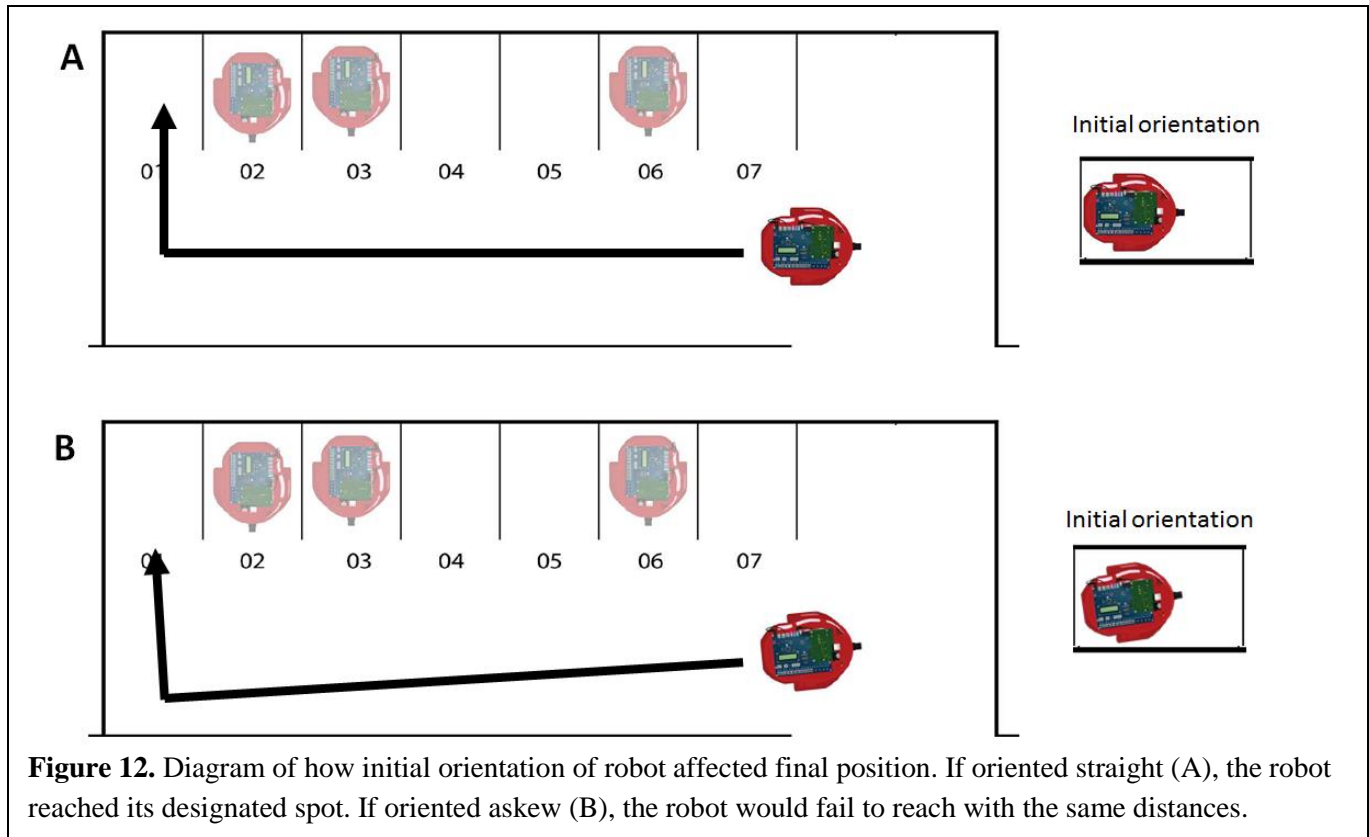 A
Initial orientation
01 02 03 04 05 06 07
B
Initial orientation
02 03 04 05 06 07
Figure 12. Diagram of how initial orientation of robot affected final position. If oriented straight (A), the robot
reached its designated spot. If oriented askew (B), the robot would fail to reach with the same distances.